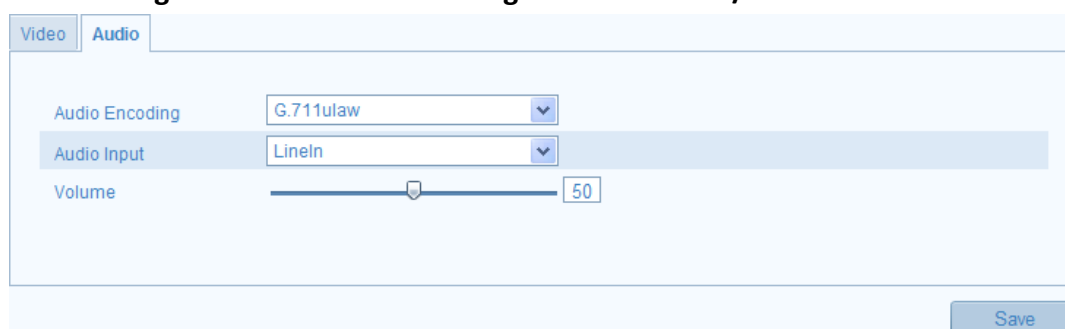 Video Audio
Audio Encoding G.711ulaw
Audio Input LineIn
Volume 50
Save